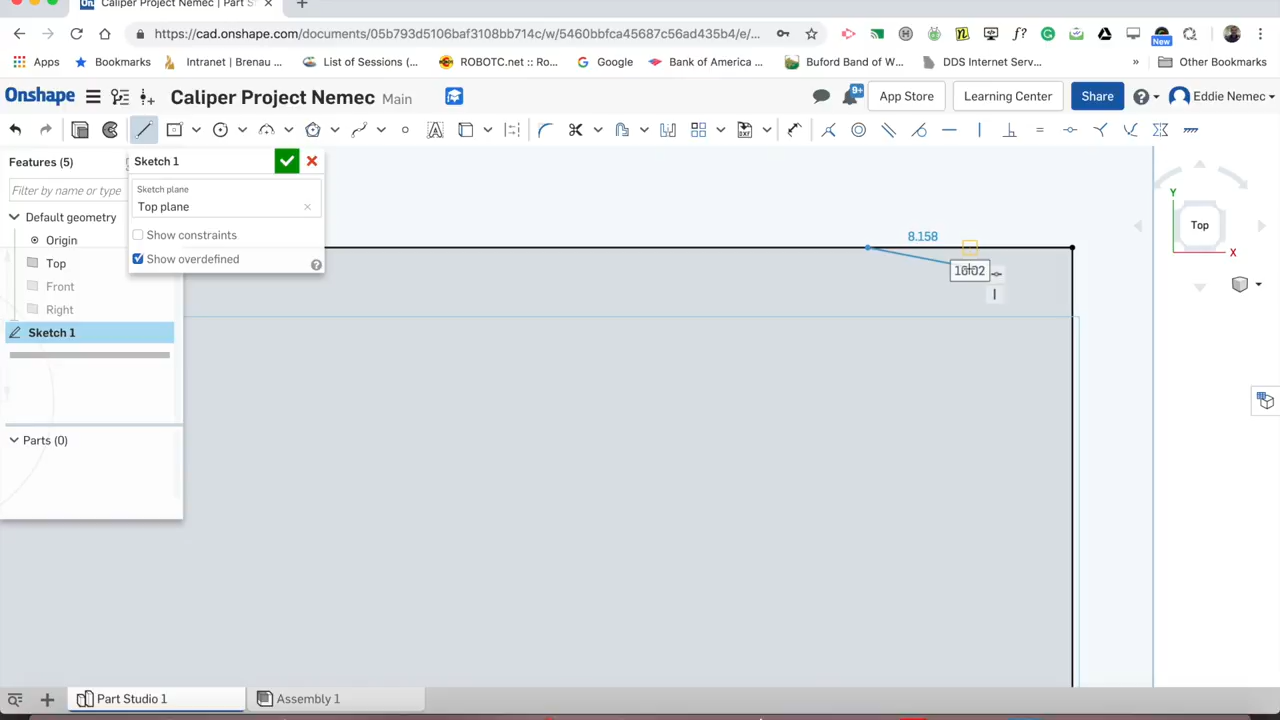 Caliper Project Nemec | Part S
https://cad.onshape.com/documents/05b793d5106baf3108bb714c/w/5460bbfca45687c56ad435b4/e/...
New
Apps Bookmarks Intranet | Brenau ... List of Sessions (... ROBOTC.net :: Ro... Google Bank of America ... Buford Band of W... DDS Internet Serv... » Other Bookmarks
Onshape Caliper Project Nemec Main 9+ App Store Learning Center Share Eddie Nemec
Features (5)
Sketch 1
Filter by name or type
Sketch plane
Top plane
Default geometry
Show constraints
Origin
Show overdefined
Top
Front
Right
Sketch 1
Parts (0)
8.158
Y
Top
X
Part Studio 1
Assembly 1